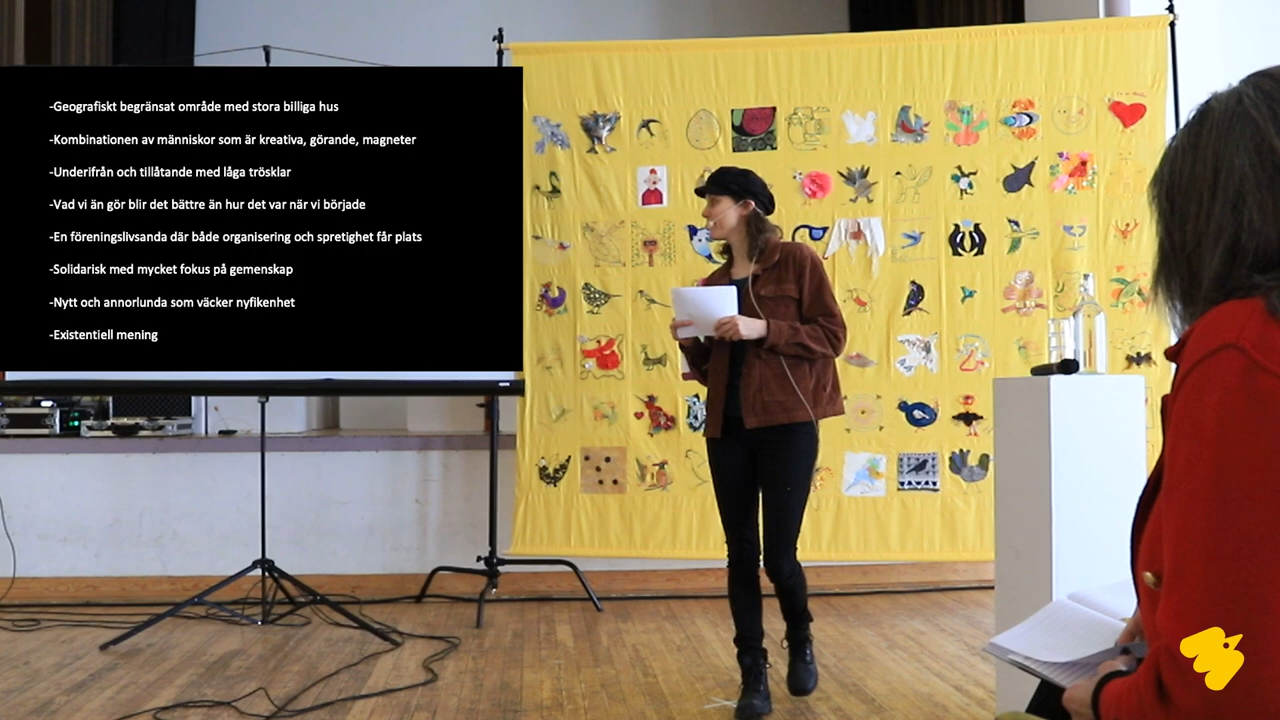 -Geografiskt begränsat område med stora billiga hus
-Kombinationen av människor som är kreativa, görande, magneter
-Underifrån och tillåtande med låga trösklar
-Vad vi än gör blir det bättre än hur det var när vi började
-En föreningslivsanda där både organisering och spretighet får plats
-Solidarisk med mycket fokus på gemenskap
-Nytt och annorlunda som väcker nyfikenhet
-Existentiell mening